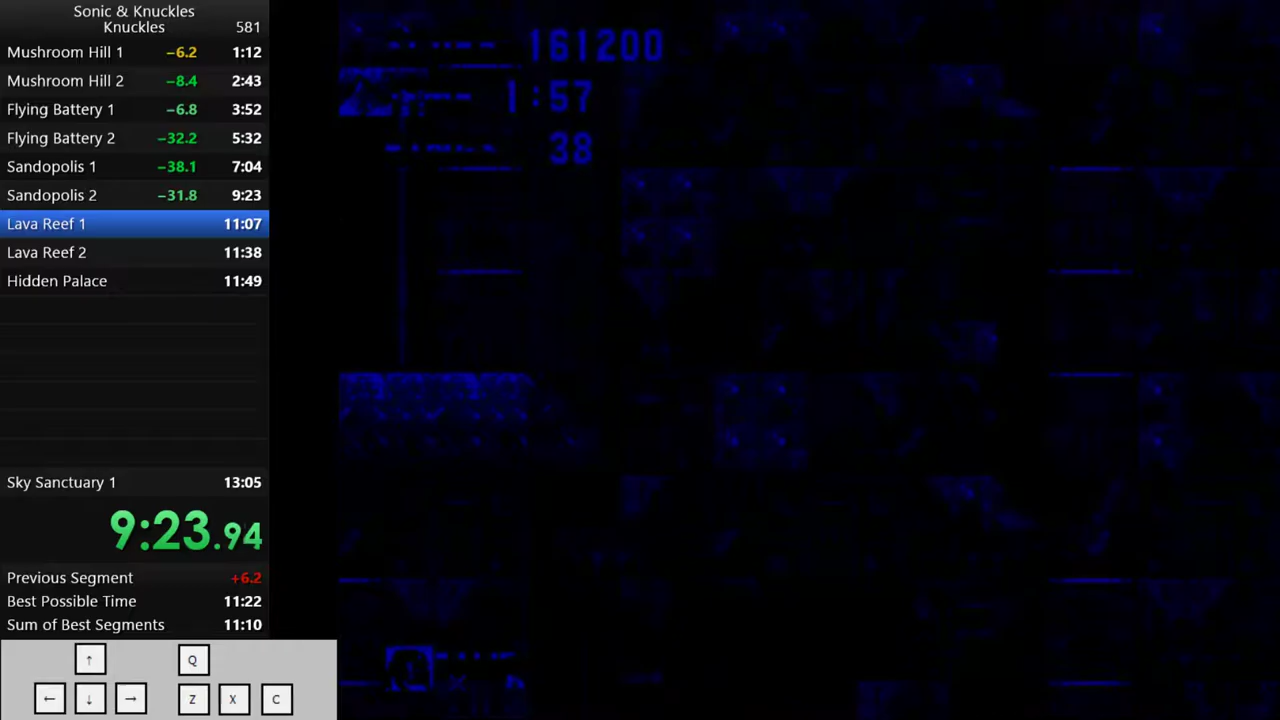 Sonic & Knuckles
Knuckles 581
Mushroom Hill 1 −6.2 1:12
Mushroom Hill 2 −8.4 2:43
Flying Battery 1 −6.8 3:52
Flying Battery 2 −32.2 5:32
Sandopolis 1 −38.1 7:04
Sandopolis 2 −31.8 9:23
Lava Reef 1 11:07
Lava Reef 2 11:38
Hidden Palace 11:49
Sky Sanctuary 1 13:05
9:23.94
Previous Segment +6.2
Best Possible Time 11:22
Sum of Best Segments 11:10
↑ Q
← ↓ → Z X C
161200
1:57
38